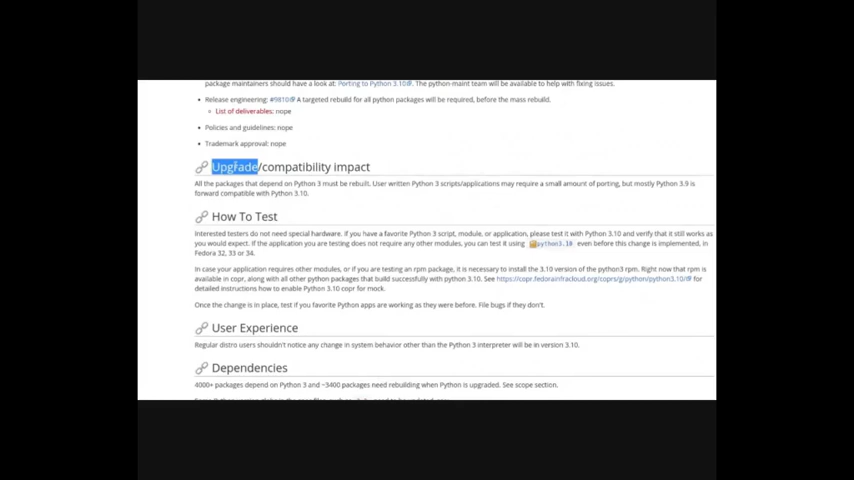 package maintainers should have a look at: Porting to Python 3.10. The python-maint team will be available to help with fixing issues.
Release engineering: #9810 A targeted rebuild for all python packages will be required, before the mass rebuild.
List of deliverables: nope
Policies and guidelines: nope
Trademark approval: nope
Upgrade/compatibility impact
All the packages that depend on Python 3 must be rebuilt. User written Python 3 scripts/applications may require a small amount of porting, but mostly Python 3.9 is
forward compatible with Python 3.10.
How To Test
Interested testers do not need special hardware. If you have a favorite Python 3 script, module, or application, please test it with Python 3.10 and verify that it still works as
you would expect. If the application you are testing does not require any other modules, you can test it using python3.10 even before this change is implemented, in
Fedora 32, 33 or 34.
In case your application requires other modules, or if you are testing an rpm package, it is necessary to install the 3.10 version of the python3 rpm. Right now that rpm is
available in copr, along with all other python packages that build successfully with python 3.10. See https://copr.fedorainfracloud.org/coprs/g/python/python3.10/ for
detailed instructions how to enable Python 3.10 copr for mock.
Once the change is in place, test if you favorite Python apps are working as they were before. File bugs if they don't.
User Experience
Regular distro users shouldn't notice any change in system behavior other than the Python 3 interpreter will be in version 3.10.
Dependencies
4000+ packages depend on Python 3 and ~3400 packages need rebuilding when Python is upgraded. See scope section.